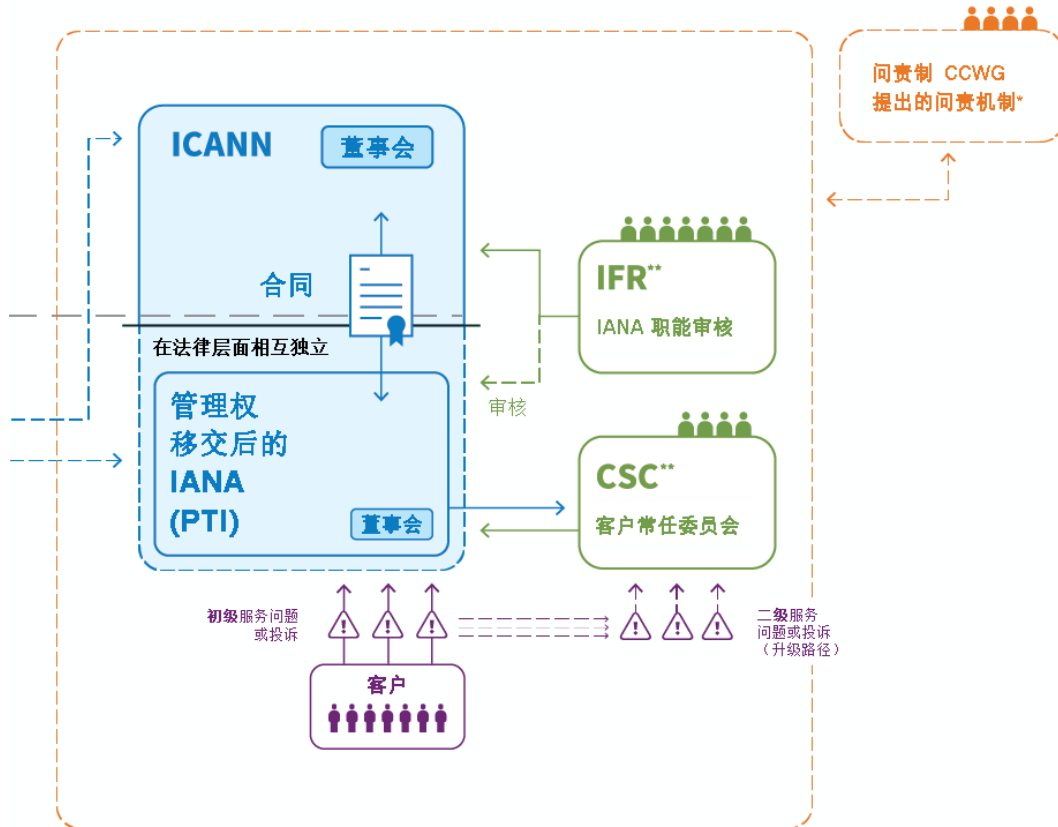 问责制 CCWG
提出的问责机制*
ICANN
董事会
合同
在法律层面相互独立
管理权
移交后的
IANA
(PTI)
董事会
IFR**
IANA 职能审核
审核
CSC**
客户常任委员会
初级服务问题
或投诉
二级服务
问题或投诉
（升级路径）
客户